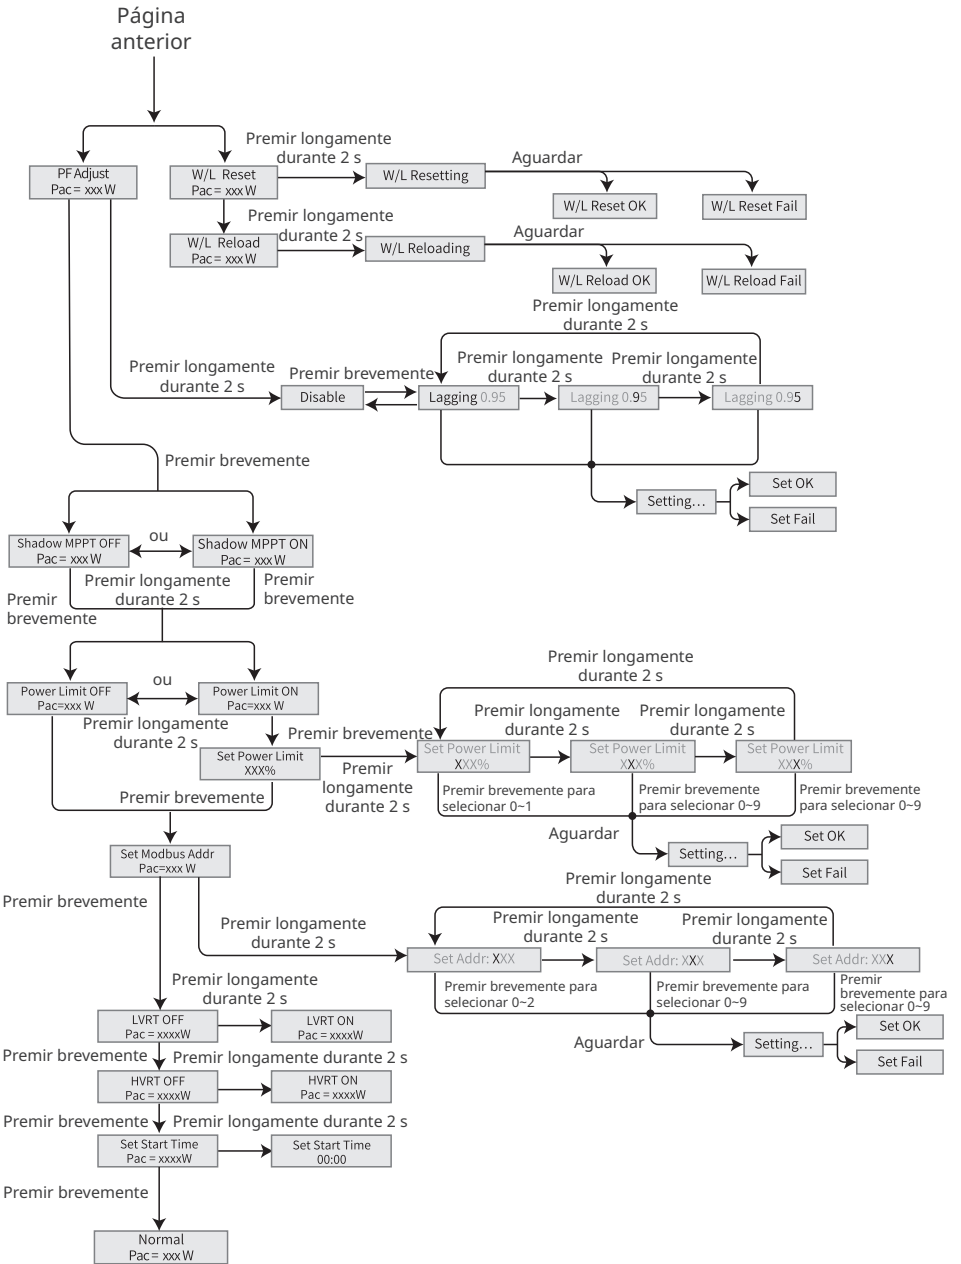 Página
anterior
Premir longamente
durante 2 s
Aguardar
PF Adjust
Pac = xxx W
W/L Reset
Pac = xxx W
W/L Resetting
W/L Reset OK
W/L Reset Fail
Premir longamente
durante 2 s
Aguardar
W/L Reload
Pac = xxx W
W/L Reloading
W/L Reload OK
W/L Reload Fail
Premir longamente
durante 2 s
Premir longamente
durante 2 s
Premir brevemente
Premir longamente
durante 2 s
Premir longamente
durante 2 s
Disable
Lagging 0.95
Lagging 0.95
Lagging 0.95
Premir brevemente
Setting...
Set OK
Set Fail
Shadow MPPT OFF
Pac = xxx W
ou
Shadow MPPT ON
Pac = xxx W
Premir
brevemente
Premir longamente
durante 2 s
Premir
brevemente
Premir longamente
durante 2 s
Power Limit OFF
Pac=xxx W
ou
Power Limit ON
Pac=xxx W
Premir longamente
durante 2 s
Premir brevemente
Premir longamente
durante 2 s
Premir longamente
durante 2 s
Set Power Limit
XXX%
Premir
longamente
durante 2 s
Set Power Limit
XXX%
Set Power Limit
XXX%
Set Power Limit
XXX%
Premir brevemente
Premir brevemente para
selecionar 0~1
Premir brevemente
para selecionar 0~9
Premir brevemente
para selecionar 0~9
Aguardar
Setting...
Set OK
Set Fail
Set Modbus Addr
Pac=xxx W
Premir brevemente
Premir longamente
durante 2 s
Premir longamente
durante 2 s
Premir longamente
durante 2 s
Premir longamente
durante 2 s
Set Addr: XXX
Set Addr: XXX
Set Addr: XXX
Premir brevemente para
selecionar 0~2
Premir brevemente para
selecionar 0~9
Premir
brevemente para
selecionar 0~9
Aguardar
Setting...
Set OK
Set Fail
Premir longamente
durante 2 s
LVRT OFF
Pac = xxxxW
LVRT ON
Pac = xxxxW
Premir brevemente
Premir longamente durante 2 s
HVRT OFF
Pac = xxxxW
HVRT ON
Pac = xxxxW
Premir brevemente
Premir longamente durante 2 s
Set Start Time
Pac = xxxxW
Set Start Time
00:00
Premir brevemente
Normal
Pac = xxx W